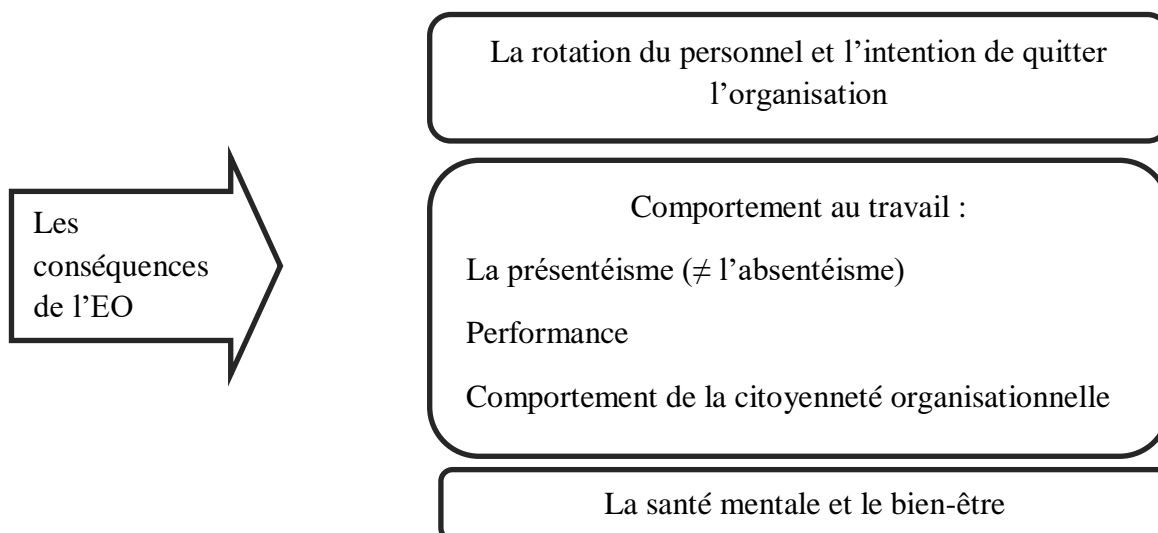 La rotation du personnel et l’intention de quitter
l’organisation
Les
conséquences
de l’EO
Comportement au travail :
La présentéisme (≠ l’absentéisme)
Performance
Comportement de la citoyenneté organisationnelle
La santé mentale et le bien-être